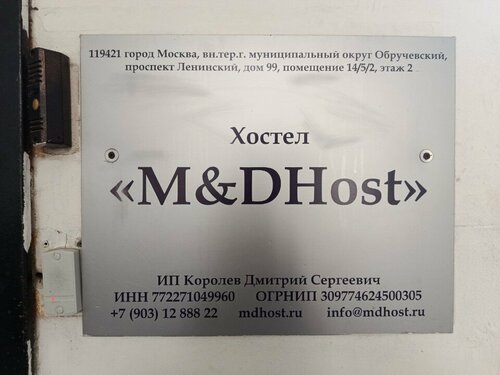 119421 город Москва, вн.тер.г. муниципальный округ Обручевский,
проспект Ленинский, дом 99, помещение 14/5/2, этаж 2
Хостел
«M&DHost»
ИП Королев Дмитрий Сергеевич
ИНН 772271049960 ОГРНИП 309774624500305
+7 (903) 12 888 22 mdhost.ru info@mdhost.ru